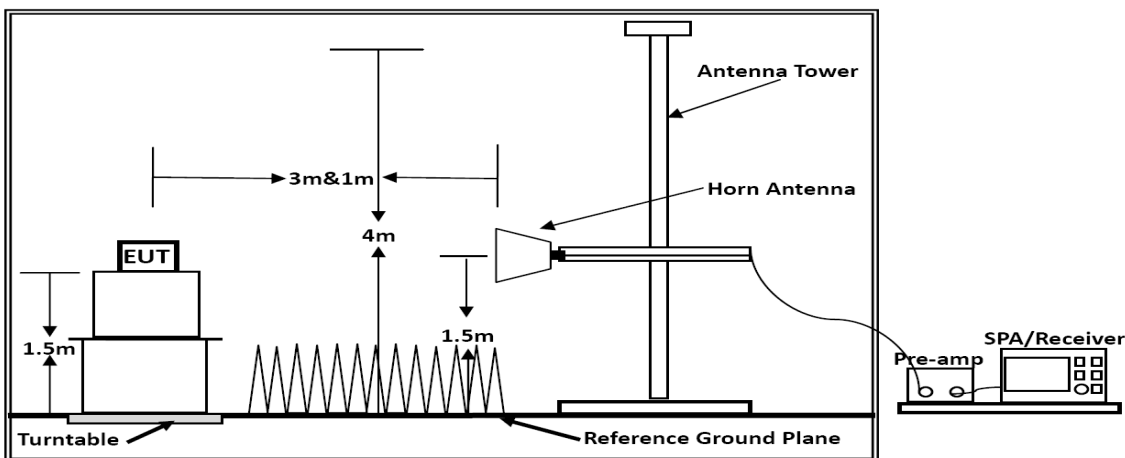 Antenna Tower
3m&1m
Horn Antenna
4m
EUT
1.5m
SPA/Receiver
1.5m
Pre-amp
Turntable
Reference Ground Plane